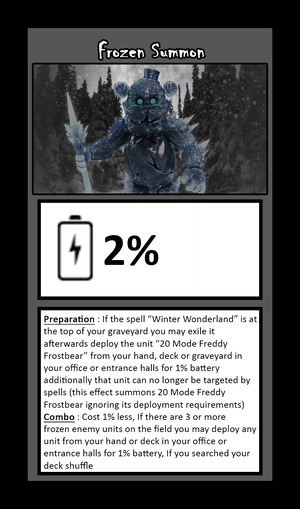 Frozen Summon
2%
Preparation : If the spell “Winter Wonderland” is at
the top of your graveyard you may exile it
afterwards deploy the unit “20 Mode Freddy
Frostbear” from your hand, deck or graveyard in
your office or entrance halls for 1% battery
additionally that unit can no longer be targeted by
spells (this effect summons 20 Mode Freddy
Frostbear ignoring its deployment requirements)
Combo : Cost 1% less, If there are 3 or more
frozen enemy units on the field you may deploy any
unit from your hand or deck in your office or
entrance halls for 1% battery, If you searched your
deck shuffle